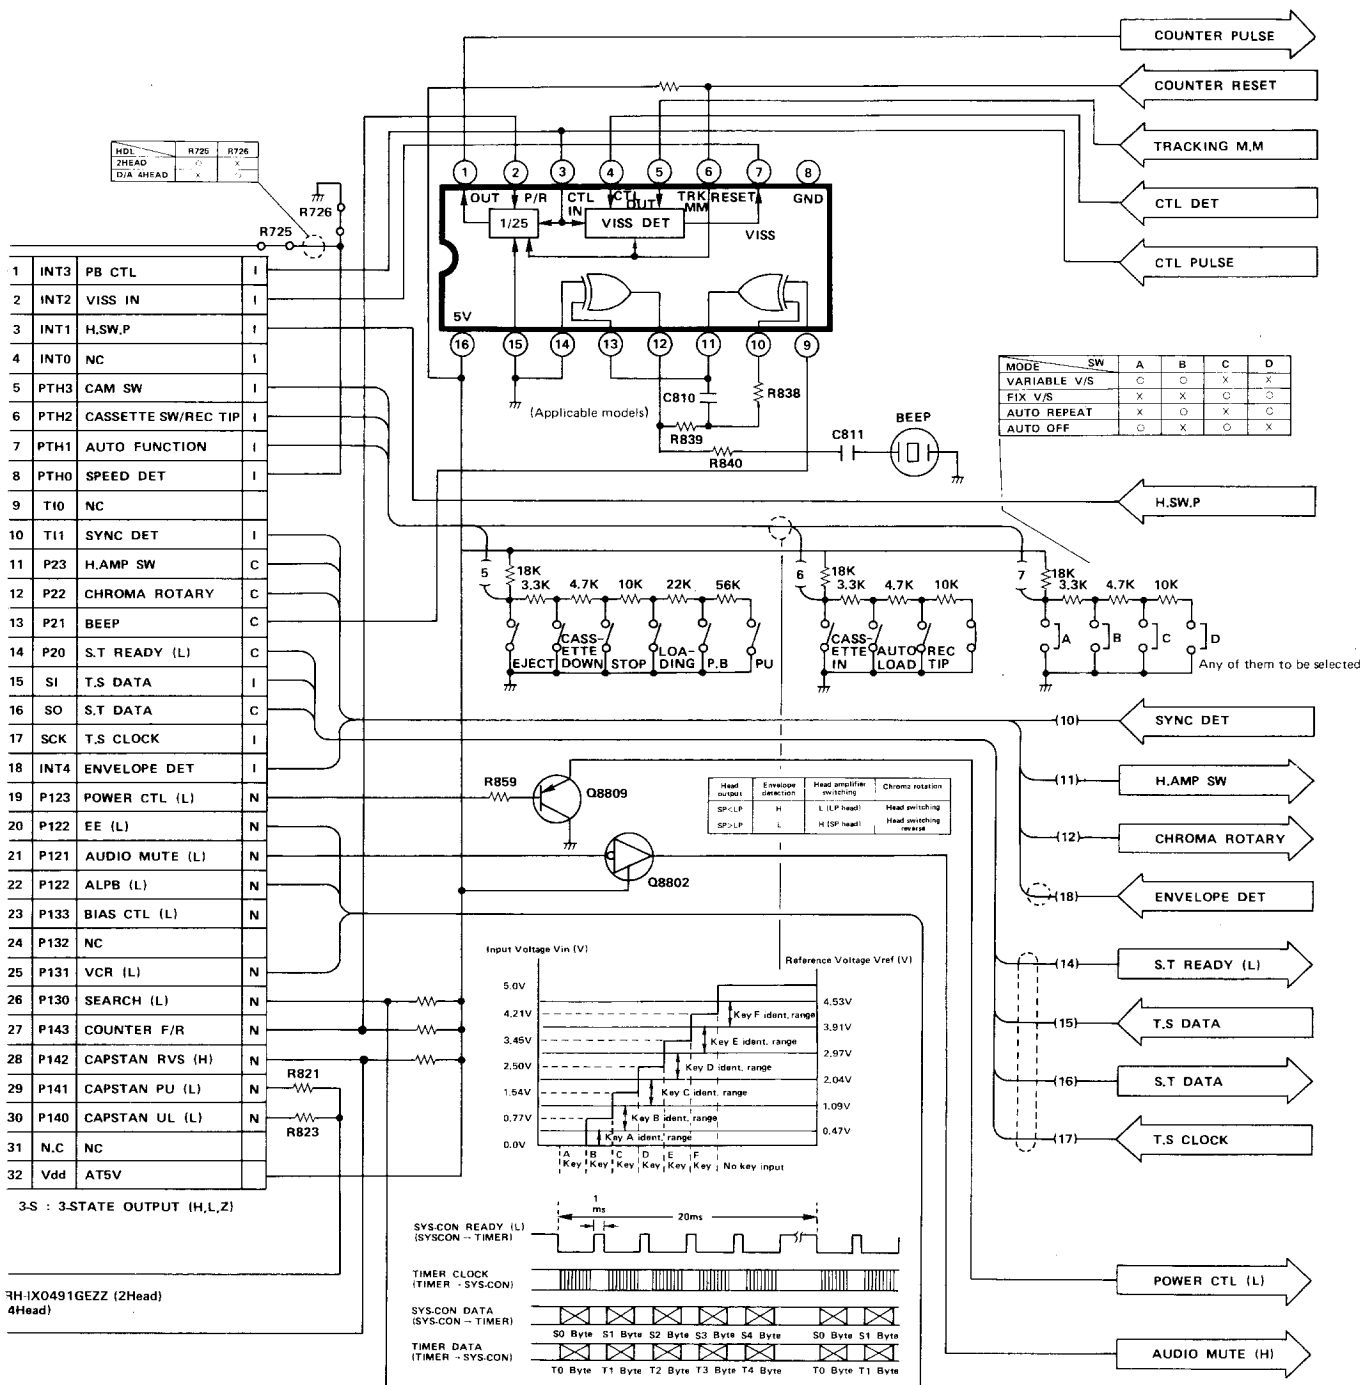 COUNTER PULSE
COUNTER RESET
TRACKING M.M
CTL DET
CTL PULSE
HDL R725 R726
2HEAD ○ X
D/A 4HEAD X ○
R726
R725
1 2 3 4 5 6 7 8
OUT P/R CTL IN CTL OUT TRK MM RESET GND
1/25 VISS DET VISS
5V
16 15 14 13 12 11 10 9
(Applicable models)
C810
R838
R839
R840
C811
BEEP
MODE SW A B C D
VARIABLE V/S ○ ○ X X
FIX V/S X X ○ ○
AUTO REPEAT X ○ X ○
AUTO OFF ○ X ○ X
H.SW.P
1 INT3 PB CTL I
2 INT2 VISS IN I
3 INT1 H.SW.P I
4 INT0 NC I
5 PTH3 CAM SW I
6 PTH2 CASSETTE SW/REC TIP I
7 PTH1 AUTO FUNCTION I
8 PTH0 SPEED DET I
9 TI0 NC
10 TI1 SYNC DET I
11 P23 H.AMP SW C
12 P22 CHROMA ROTARY C
13 P21 BEEP C
14 P20 S.T READY (L) C
15 SI T.S DATA I
16 SO S.T DATA C
17 SCK T.S CLOCK I
18 INT4 ENVELOPE DET I
19 P123 POWER CTL (L) N
20 P122 EE (L) N
21 P121 AUDIO MUTE (L) N
22 P122 ALPB (L) N
23 P133 BIAS CTL (L) N
24 P132 NC
25 P131 VCR (L) N
26 P130 SEARCH (L) N
27 P143 COUNTER F/R N
28 P142 CAPSTAN RVS (H) N
29 P141 CAPSTAN PU (L) N
30 P140 CAPSTAN UL (L) N
31 N.C NC
32 Vdd AT5V
3-S : 3-STATE OUTPUT (H,L,Z)
RH-IX0491GEZZ (2Head)
4Head)
5 18K
3.3K 4.7K 10K 22K 56K
EJECT CASS-ETTE DOWN STOP LOA-DING P.B PU
6 18K
3.3K 4.7K 10K
CASS-ETTE IN AUTO LOAD REC TIP
7 18K
3.3K 4.7K 10K
A B C D
Any of them to be selected
(10) SYNC DET
(11) H.AMP SW
(12) CHROMA ROTARY
(18) ENVELOPE DET
(14) S.T READY (L)
(15) T.S DATA
(16) S.T DATA
(17) T.S CLOCK
POWER CTL (L)
AUDIO MUTE (H)
R859
Q8809
Q8802
R821
R823
Head output Envelope detection Head amplifier switching Chroma rotation
SP<LP H L (LP head) Head switching
SP>LP L H (SP head) Head switching reverse
Input Voltage Vin (V)
Reference Voltage Vref (V)
5.0V
4.21V
3.45V
2.50V
1.54V
0.77V
0.0V
4.53V
3.91V
2.97V
2.04V
1.09V
0.47V
Key F ident. range
Key E ident. range
Key D ident. range
Key C ident. range
Key B ident. range
Key A ident. range
A Key B Key C Key D Key E Key F Key No key input
1 ms
20ms
SYS-CON READY (L)
(SYSCON → TIMER)
TIMER CLOCK
(TIMER → SYS-CON)
SYS-CON DATA
(SYS-CON → TIMER)
S0 Byte S1 Byte S2 Byte S3 Byte S4 Byte S0 Byte S1 Byte
TIMER DATA
(TIMER → SYS-CON)
T0 Byte T1 Byte T2 Byte T3 Byte T4 Byte T0 Byte T1 Byte